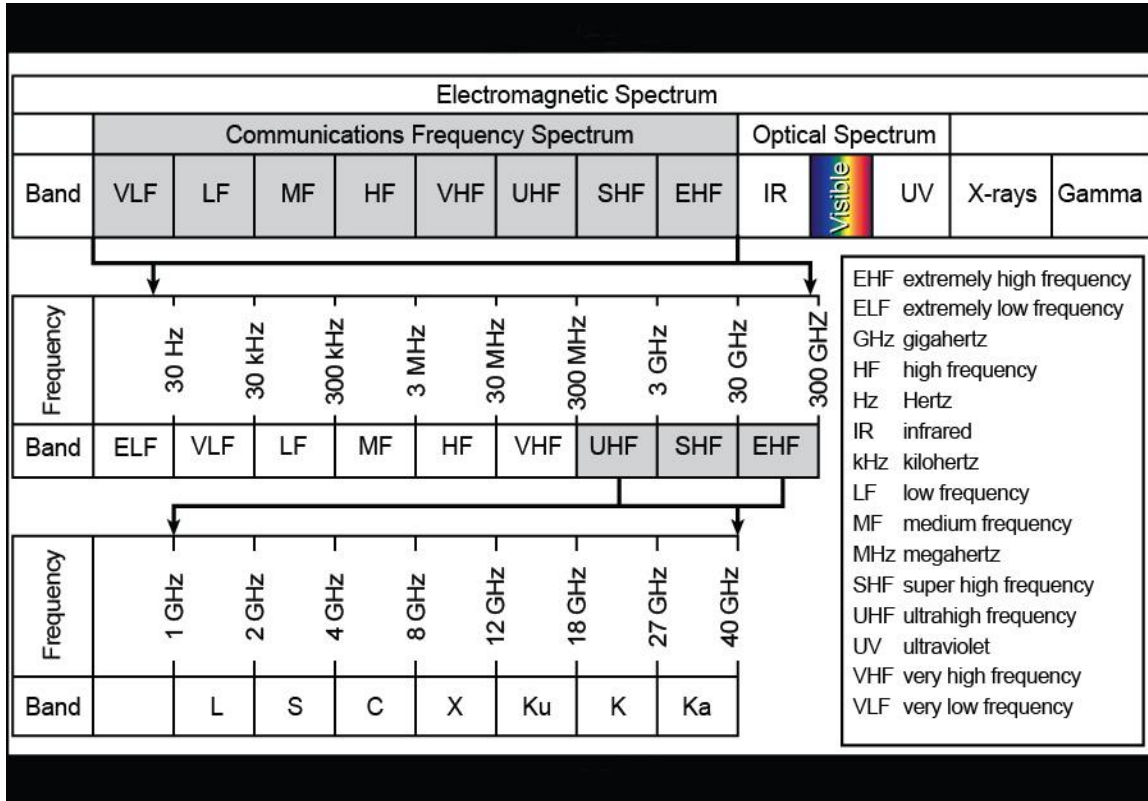 Electromagnetic Spectrum
Communications Frequency Spectrum Optical Spectrum
Band VLF LF MF HF VHF UHF SHF EHF IR Visible UV X-rays Gamma
Frequency 30 Hz 30 kHz 300 kHz 3 MHz 30 MHz 300 MHz 3 GHz 30 GHz 300 GHZ
Band ELF VLF LF MF HF VHF UHF SHF EHF
Frequency 1 GHz 2 GHz 4 GHz 8 GHz 12 GHz 18 GHz 27 GHz 40 GHz
Band L S C X Ku K Ka
EHF extremely high frequency
ELF extremely low frequency
GHz gigahertz
HF high frequency
Hz Hertz
IR infrared
kHz kilohertz
LF low frequency
MF medium frequency
MHz megahertz
SHF super high frequency
UHF ultrahigh frequency
UV ultraviolet
VHF very high frequency
VLF very low frequency